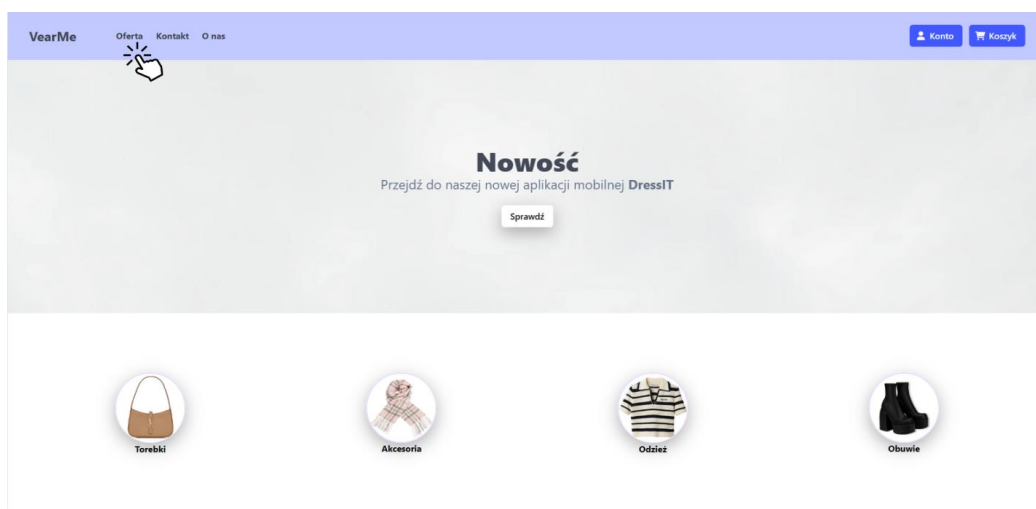 VearMe Oferta Kontakt O nas Konto Koszyk
Nowość
Przejdź do naszej nowej aplikacji mobilnej DressIT
Sprawdź
Torebki Akcesoria Odzież Obuwie